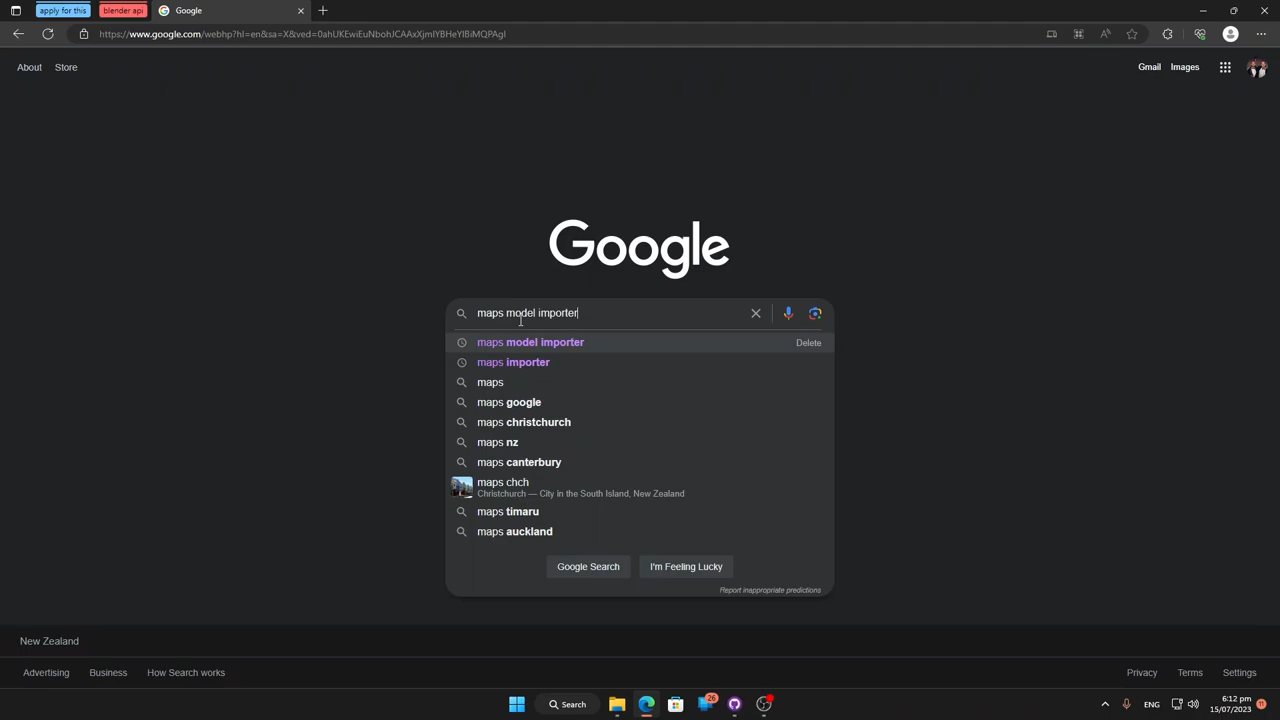 apply for this
blender api
Google
https://www.google.com/webhp?hl=en&sa=X&ved=0ahUKEwiEuNbohJCAAxXjmlYBHeYIBiMQPAgI
About
Store
Gmail
Images
Google
maps model importer
maps model importer
Delete
maps importer
maps
maps google
maps christchurch
maps nz
maps canterbury
maps chch
Christchurch — City in the South Island, New Zealand
maps timaru
maps auckland
Google Search
I'm Feeling Lucky
Report inappropriate predictions
New Zealand
Advertising
Business
How Search works
Privacy
Terms
Settings
Search
26
ENG
6:12 pm
15/07/2023
11